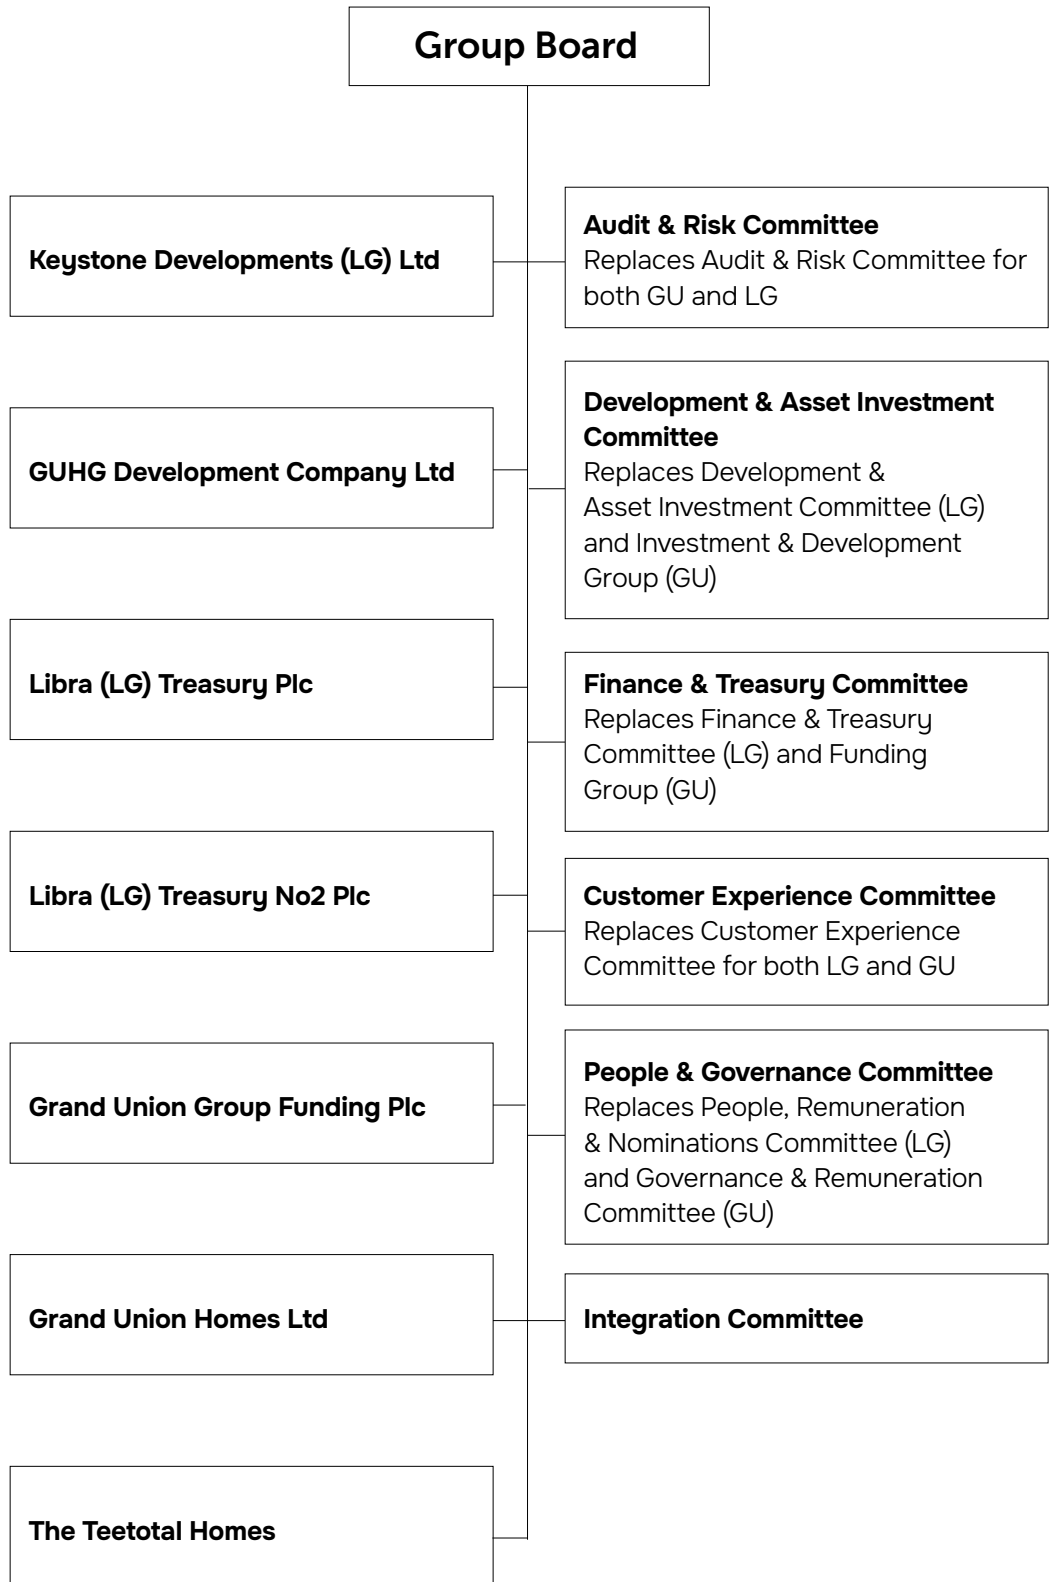 Group Board
Keystone Developments (LG) Ltd
Audit & Risk Committee
Replaces Audit & Risk Committee for
both GU and LG
GUHG Development Company Ltd
Development & Asset Investment
Committee
Replaces Development &
Asset Investment Committee (LG)
and Investment & Development
Group (GU)
Libra (LG) Treasury Plc
Finance & Treasury Committee
Replaces Finance & Treasury
Committee (LG) and Funding
Group (GU)
Libra (LG) Treasury No2 Plc
Customer Experience Committee
Replaces Customer Experience
Committee for both LG and GU
Grand Union Group Funding Plc
People & Governance Committee
Replaces People, Remuneration
& Nominations Committee (LG)
and Governance & Remuneration
Committee (GU)
Grand Union Homes Ltd
Integration Committee
The Teetotal Homes